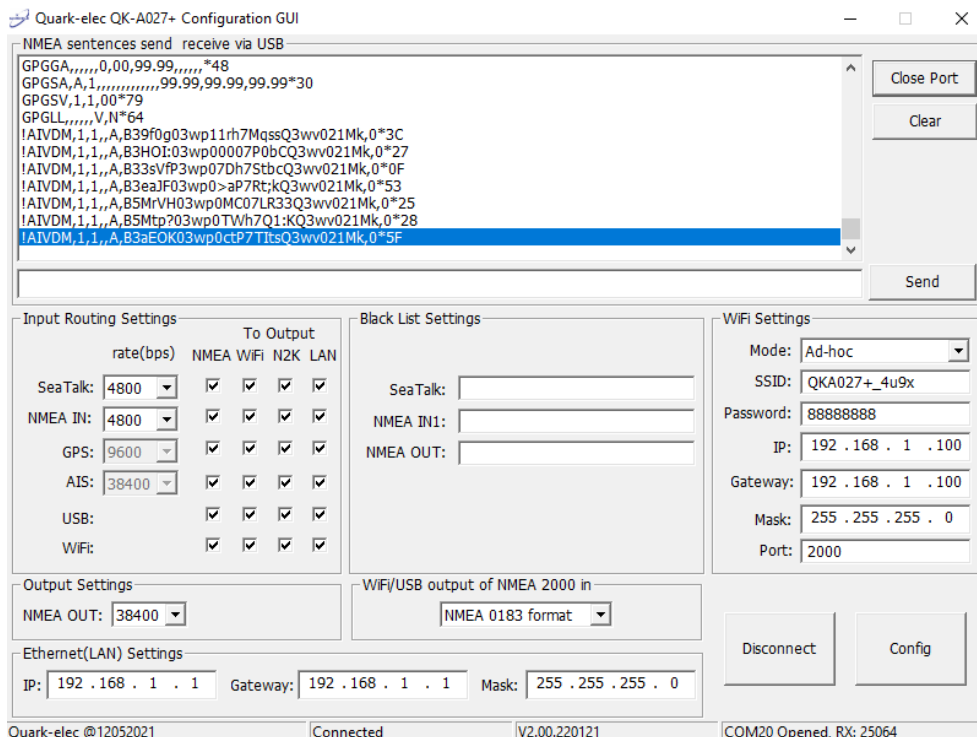 Quark-elec QK-A027+ Configuration GUI
NMEA sentences send receive via USB
GPGGA,,,,,,0,00,99.99,,,,,,*48
GPGSA,A,1,,,,,,,,,,,,,99.99,99.99,99.99*30
GPGSV,1,1,00*79
GPGLL,,,,,,V,N*64
!AIVDM,1,1,,A,B39f0g03wp11rh7MqssQ3wv021Mk,0*3C
!AIVDM,1,1,,A,B3HOI:03wp00007P0bCQ3wv021Mk,0*27
!AIVDM,1,1,,A,B33sVfP3wp07Dh7StbcQ3wv021Mk,0*0F
!AIVDM,1,1,,A,B3eaJF03wp0>aP7Rt;kQ3wv021Mk,0*53
!AIVDM,1,1,,A,B5MrVH03wp0MC07LR33Q3wv021Mk,0*25
!AIVDM,1,1,,A,B5Mtp?03wp0TWh7Q1:KQ3wv021Mk,0*28
!AIVDM,1,1,,A,B3aEOK03wp0ctP7TItsQ3wv021Mk,0*5F
Close Port
Clear
Send
Input Routing Settings
To Output
rate(bps) NMEA WiFi N2K LAN
SeaTalk: 4800
NMEA IN: 4800
GPS: 9600
AIS: 38400
USB:
WiFi:
Black List Settings
SeaTalk:
NMEA IN1:
NMEA OUT:
WiFi Settings
Mode: Ad-hoc
SSID: QKA027+_4u9x
Password: 88888888
IP: 192 .168 . 1 .100
Gateway: 192 .168 . 1 .100
Mask: 255 .255 .255 . 0
Port: 2000
Output Settings
NMEA OUT: 38400
WiFi/USB output of NMEA 2000 in
NMEA 0183 format
Disconnect
Config
Ethernet(LAN) Settings
IP: 192 .168 . 1 . 1 Gateway: 192 .168 . 1 . 1 Mask: 255 .255 .255 . 0
Quark-elec @12052021 Connected V2.00.220121 COM20 Opened, RX: 25064